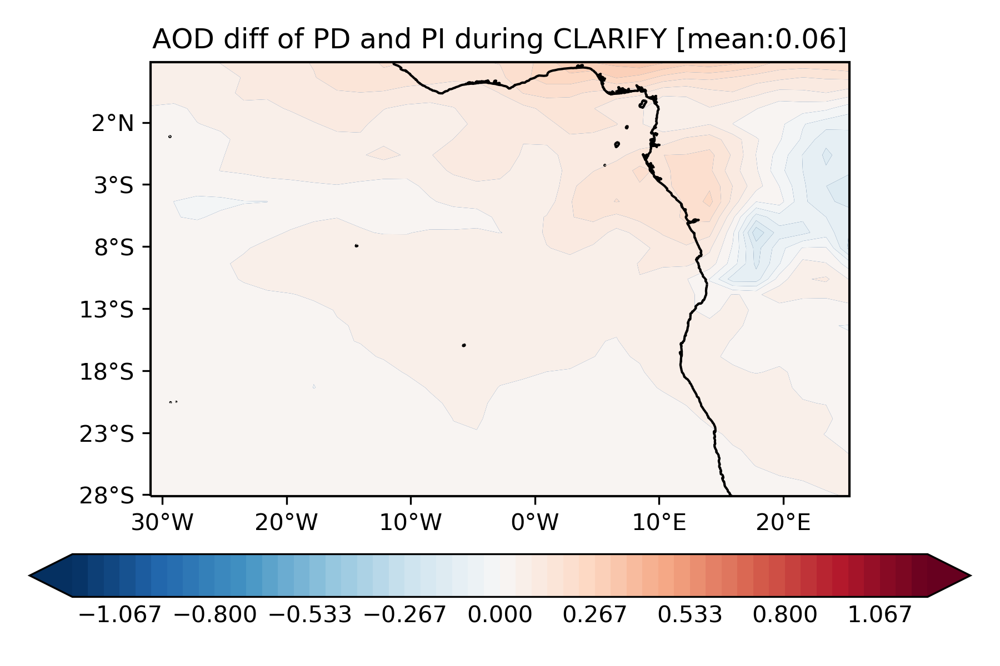 AOD diff of PD and PI during CLARIFY [mean:0.06]
2°N
3°S
8°S
13°S
18°S
23°S
28°S
30°W 20°W 10°W 0°W 10°E 20°E
−1.067 −0.800 −0.533 −0.267 0.000 0.267 0.533 0.800 1.067